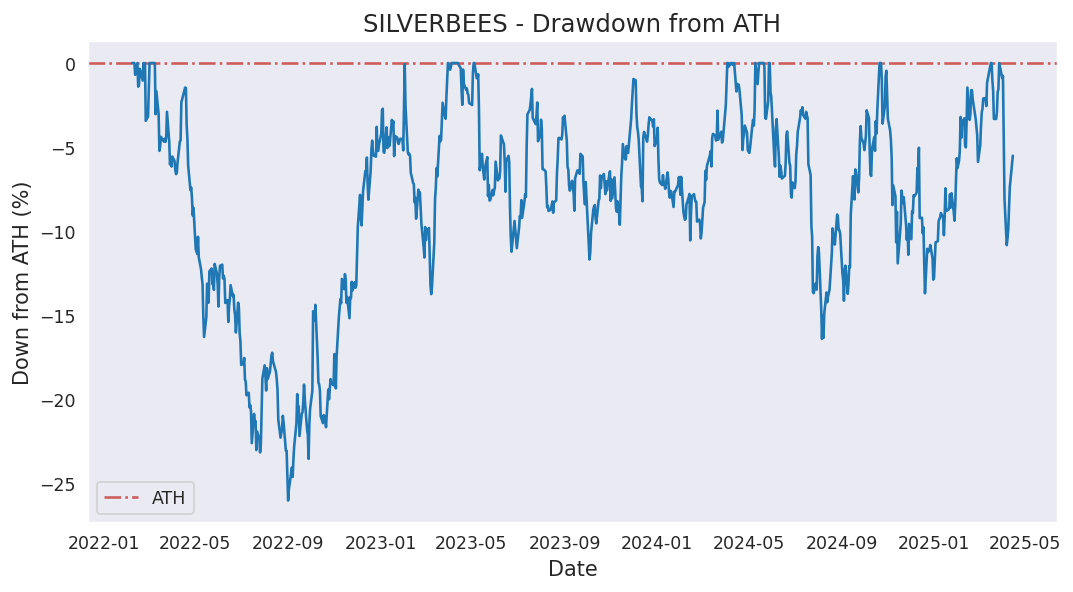 SILVERBEES - Drawdown from ATH
Down from ATH (%)
0
−5
−10
−15
−20
−25
ATH
2022-01 2022-05 2022-09 2023-01 2023-05 2023-09 2024-01 2024-05 2024-09 2025-01 2025-05
Date